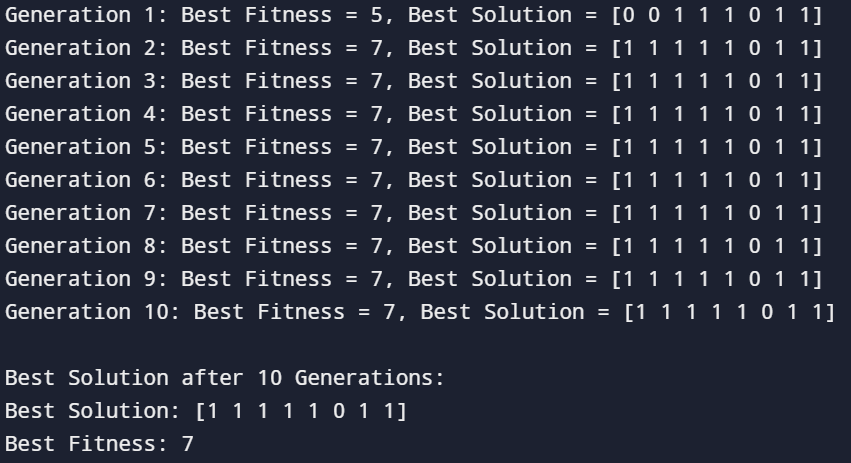 Generation 1: Best Fitness = 5, Best Solution = [0 0 1 1 1 0 1 1]
Generation 2: Best Fitness = 7, Best Solution = [1 1 1 1 1 0 1 1]
Generation 3: Best Fitness = 7, Best Solution = [1 1 1 1 1 0 1 1]
Generation 4: Best Fitness = 7, Best Solution = [1 1 1 1 1 0 1 1]
Generation 5: Best Fitness = 7, Best Solution = [1 1 1 1 1 0 1 1]
Generation 6: Best Fitness = 7, Best Solution = [1 1 1 1 1 0 1 1]
Generation 7: Best Fitness = 7, Best Solution = [1 1 1 1 1 0 1 1]
Generation 8: Best Fitness = 7, Best Solution = [1 1 1 1 1 0 1 1]
Generation 9: Best Fitness = 7, Best Solution = [1 1 1 1 1 0 1 1]
Generation 10: Best Fitness = 7, Best Solution = [1 1 1 1 1 0 1 1]

Best Solution after 10 Generations:
Best Solution: [1 1 1 1 1 0 1 1]
Best Fitness: 7